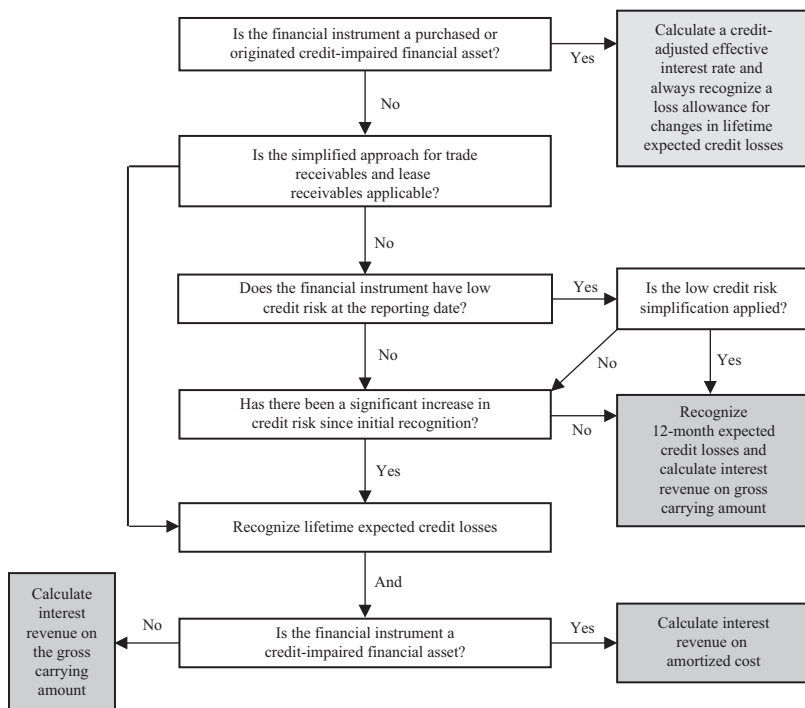 Is the financial instrument a purchased or
originated credit-impaired financial asset?
Yes
Calculate a credit-
adjusted effective
interest rate and
always recognize a
loss allowance for
changes in lifetime
expected credit losses
No
Is the simplified approach for trade
receivables and lease
receivables applicable?
No
Does the financial instrument have low
credit risk at the reporting date?
Yes
Is the low credit risk
simplification applied?
No
No
Yes
Has there been a significant increase in
credit risk since initial recognition?
No
Recognize
12-month expected
credit losses and
calculate interest
revenue on gross
carrying amount
Yes
Recognize lifetime expected credit losses
And
Calculate
interest
revenue on
the gross
carrying
amount
No
Is the financial instrument a
credit-impaired financial asset?
Yes
Calculate interest
revenue on
amortized cost